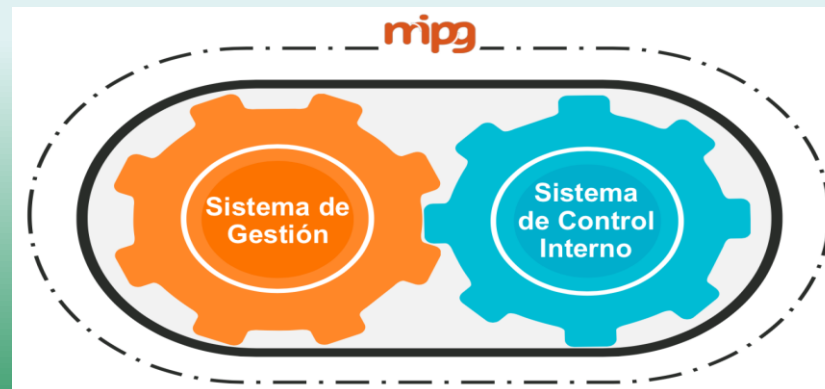 mipg
Sistema de
Gestión
Sistema
de Control
Interno